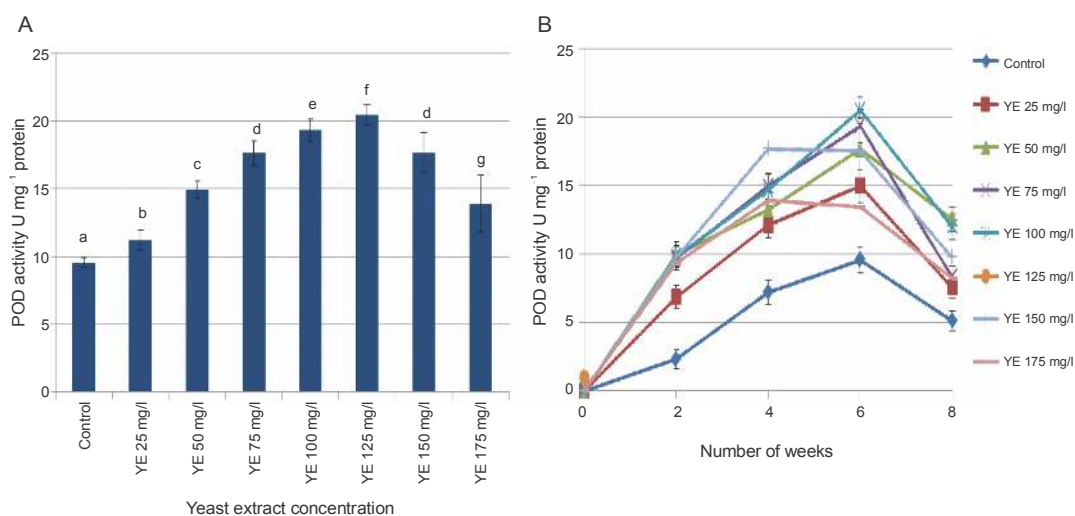 A
POD activity U mg⁻¹ protein
25
20
15
10
5
0
a
b
c
d
e
f
d
g
Control
YE 25 mg/l
YE 50 mg/l
YE 75 mg/l
YE 100 mg/l
YE 125 mg/l
YE 150 mg/l
YE 175 mg/l
Yeast extract concentration
B
POD activity U mg⁻¹ protein
25
20
15
10
5
0
0
2
4
6
8
Number of weeks
Control
YE 25 mg/l
YE 50 mg/l
YE 75 mg/l
YE 100 mg/l
YE 125 mg/l
YE 150 mg/l
YE 175 mg/l